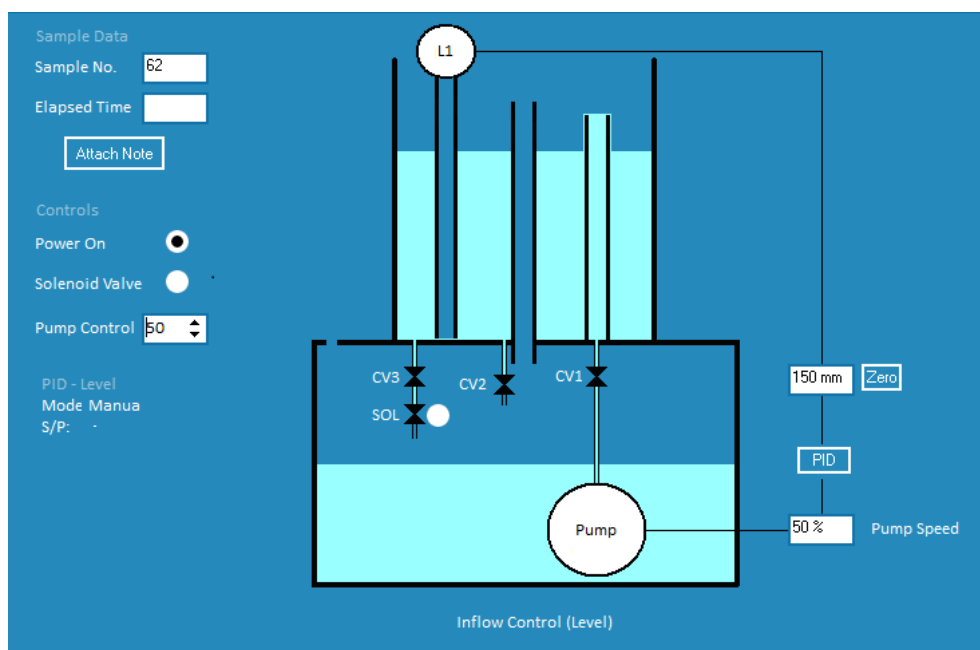 Sample Data
Sample No. 62
Elapsed Time
Attach Note
Controls
Power On
Solenoid Valve
Pump Control 50
PID - Level
Mode Manua
S/P: -
L1
CV3
CV2
CV1
SOL
150 mm Zero
PID
Pump
50 % Pump Speed
Inflow Control (Level)